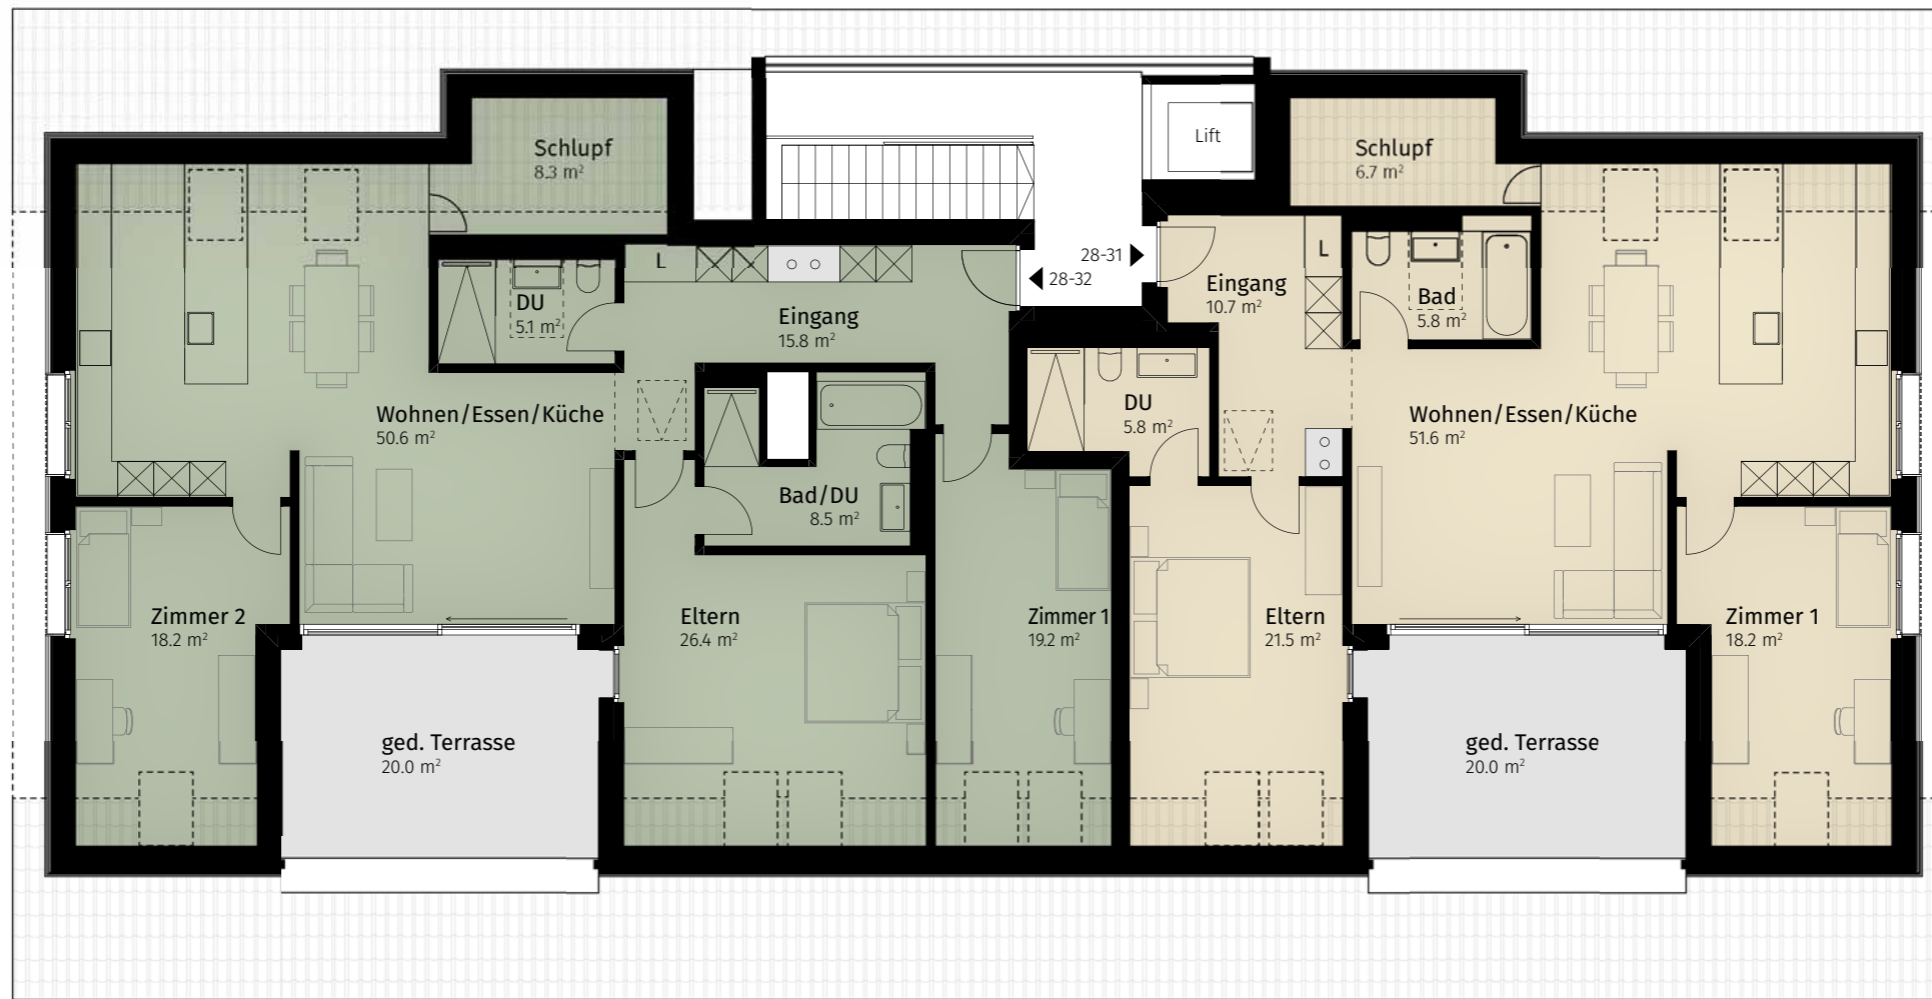 Schlupf
8.3 m²
Lift
Schlupf
6.7 m²
L
DU
5.1 m²
Eingang
15.8 m²
28-31
28-32
Eingang
10.7 m²
L
Bad
5.8 m²
Wohnen/Essen/Küche
50.6 m²
DU
5.8 m²
Wohnen/Essen/Küche
51.6 m²
Bad/DU
8.5 m²
Zimmer 2
18.2 m²
Eltern
26.4 m²
Zimmer 1
19.2 m²
Eltern
21.5 m²
Zimmer 1
18.2 m²
ged. Terrasse
20.0 m²
ged. Terrasse
20.0 m²